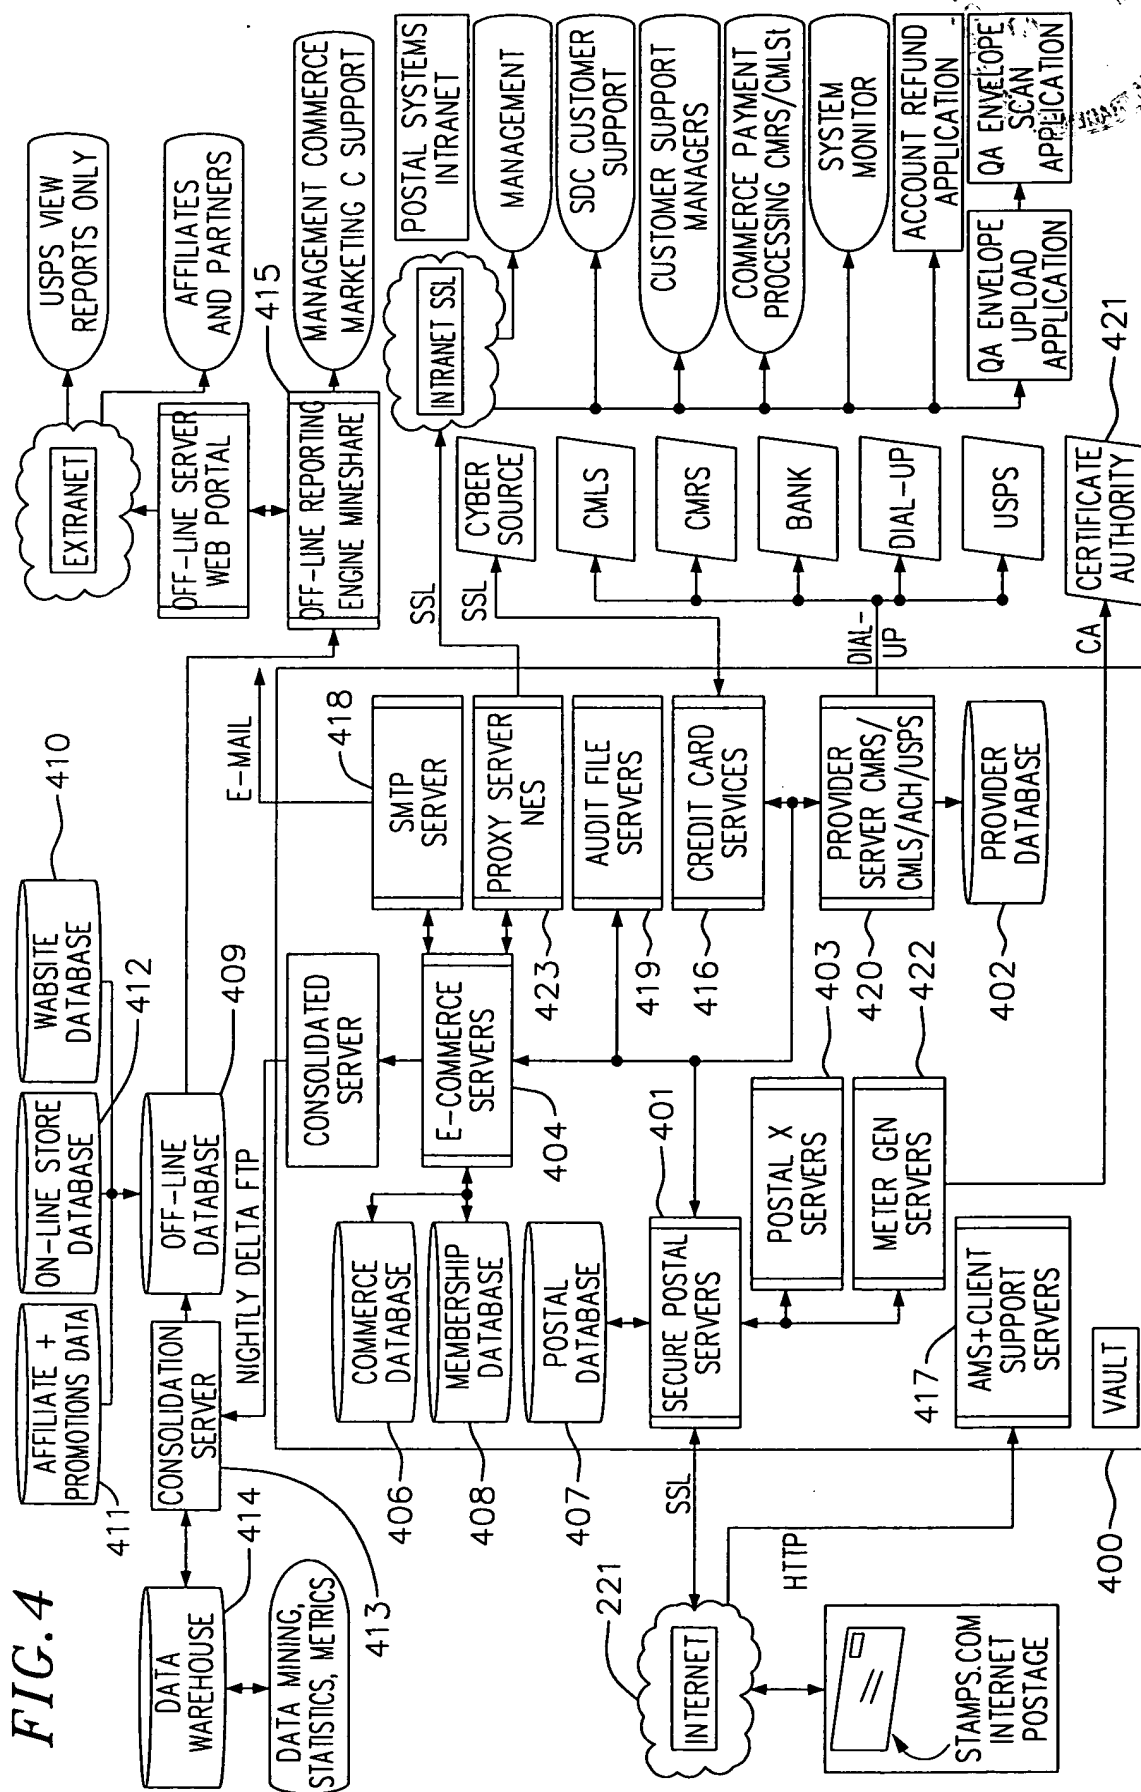 FIG.4
AFFILIATE +
PROMOTIONS DATA
411
ON-LINE STORE
DATABASE
412
WABSITE
DATABASE
410
DATA
WAREHOUSE
414
DATA MINING,
STATISTICS, METRICS
CONSOLIDATION
SERVER
413
OFF-LINE
DATABASE
409
NIGHTLY DELTA FTP
E-MAIL
EXTRANET
USPS VIEW
REPORTS ONLY
AFFILIATES
AND PARTNERS
OFF-LINE SERVER
WEB PORTAL
415
OFF-LINE REPORTING
ENGINE MINESHARE
MANAGEMENT COMMERCE
MARKETING C SUPPORT
CONSOLIDATED
SERVER
COMMERCE
DATABASE
406
MEMBERSHIP
DATABASE
408
POSTAL
DATABASE
407
E-COMMERCE
SERVERS
404
SMTP
SERVER
418
PROXY SERVER
NES
423
AUDIT FILE
SERVERS
419
CREDIT CARD
SERVICES
416
PROVIDER
SERVER CMRS/
CMLS/ACH/USPS
420
PROVIDER
DATABASE
402
SECURE POSTAL
SERVERS
401
POSTAL X
SERVERS
403
METER GEN
SERVERS
422
AMS+CLIENT
SUPPORT
SERVERS
417
VAULT
400
INTERNET
221
SSL
HTTP
STAMPS.COM
INTERNET
POSTAGE
SSL
SSL
DIAL-
UP
CA
INTRANET SSL
POSTAL SYSTEMS
INTRANET
MANAGEMENT
SDC CUSTOMER
SUPPORT
CUSTOMER SUPPORT
MANAGERS
COMMERCE PAYMENT
PROCESSING CMRS/CMLSt
SYSTEM
MONITOR
ACCOUNT REFUND
APPLICATION
QA ENVELOPE
UPLOAD
APPLICATION
QA ENVELOPE
SCAN
APPLICATION
CYBER
SOURCE
CMLS
CMRS
BANK
DIAL-UP
USPS
CERTIFICATE
AUTHORITY
421